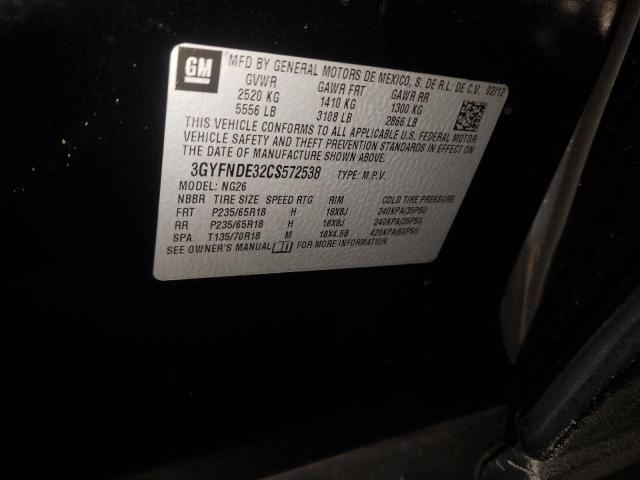 GM
MFD BY GENERAL MOTORS DE MEXICO, S. DE R.L. DE C.V. 02/12
GVWR GAWR FRT GAWR RR
2520 KG 1410 KG 1300 KG
5556 LB 3108 LB 2866 LB
THIS VEHICLE CONFORMS TO ALL APPLICABLE U.S. FEDERAL MOTOR
VEHICLE SAFETY AND THEFT PREVENTION STANDARDS IN EFFECT ON
THE DATE OF MANUFACTURE SHOWN ABOVE.
3GYFNDE32CS572538 TYPE: M.P.V.
MODEL: NG26
NBBR TIRE SIZE SPEED RTG RIM COLD TIRE PRESSURE
FRT P235/65R18 H 18X8J 240KPA(35PSI)
RR P235/65R18 H 18X8J 240KPA(35PSI)
SPA T135/70R18 M 18X4.5B 420KPA(60PSI)
SEE OWNER'S MANUAL FOR MORE INFORMATION.